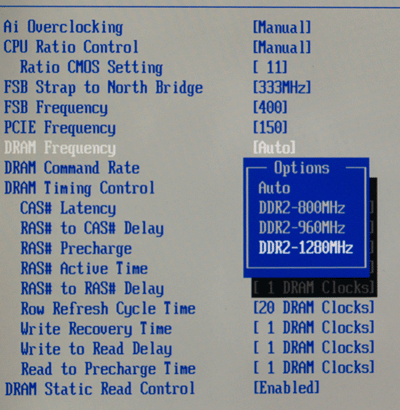 Ai Overclocking [Manual]
CPU Ratio Control [Manual]
Ratio CMOS Setting [ 11]
FSB Strap to North Bridge [333MHz]
FSB Frequency [400]
PCIE Frequency [150]
DRAM Frequency [Auto]
DRAM Command Rate
Options
DRAM Timing Control
Auto
CAS# Latency
DDR2-800MHz ]
RAS# to CAS# Delay
DDR2-960MHz ]
RAS# Precharge
DDR2-1280MHz ]
RAS# Active Time
RAS# to RAS# Delay [ 1 DRAM Clocks]
Row Refresh Cycle Time [20 DRAM Clocks]
Write Recovery Time [ 1 DRAM Clocks]
Write to Read Delay [ 1 DRAM Clocks]
Read to Precharge Time [ 1 DRAM Clocks]
DRAM Static Read Control [Enabled]